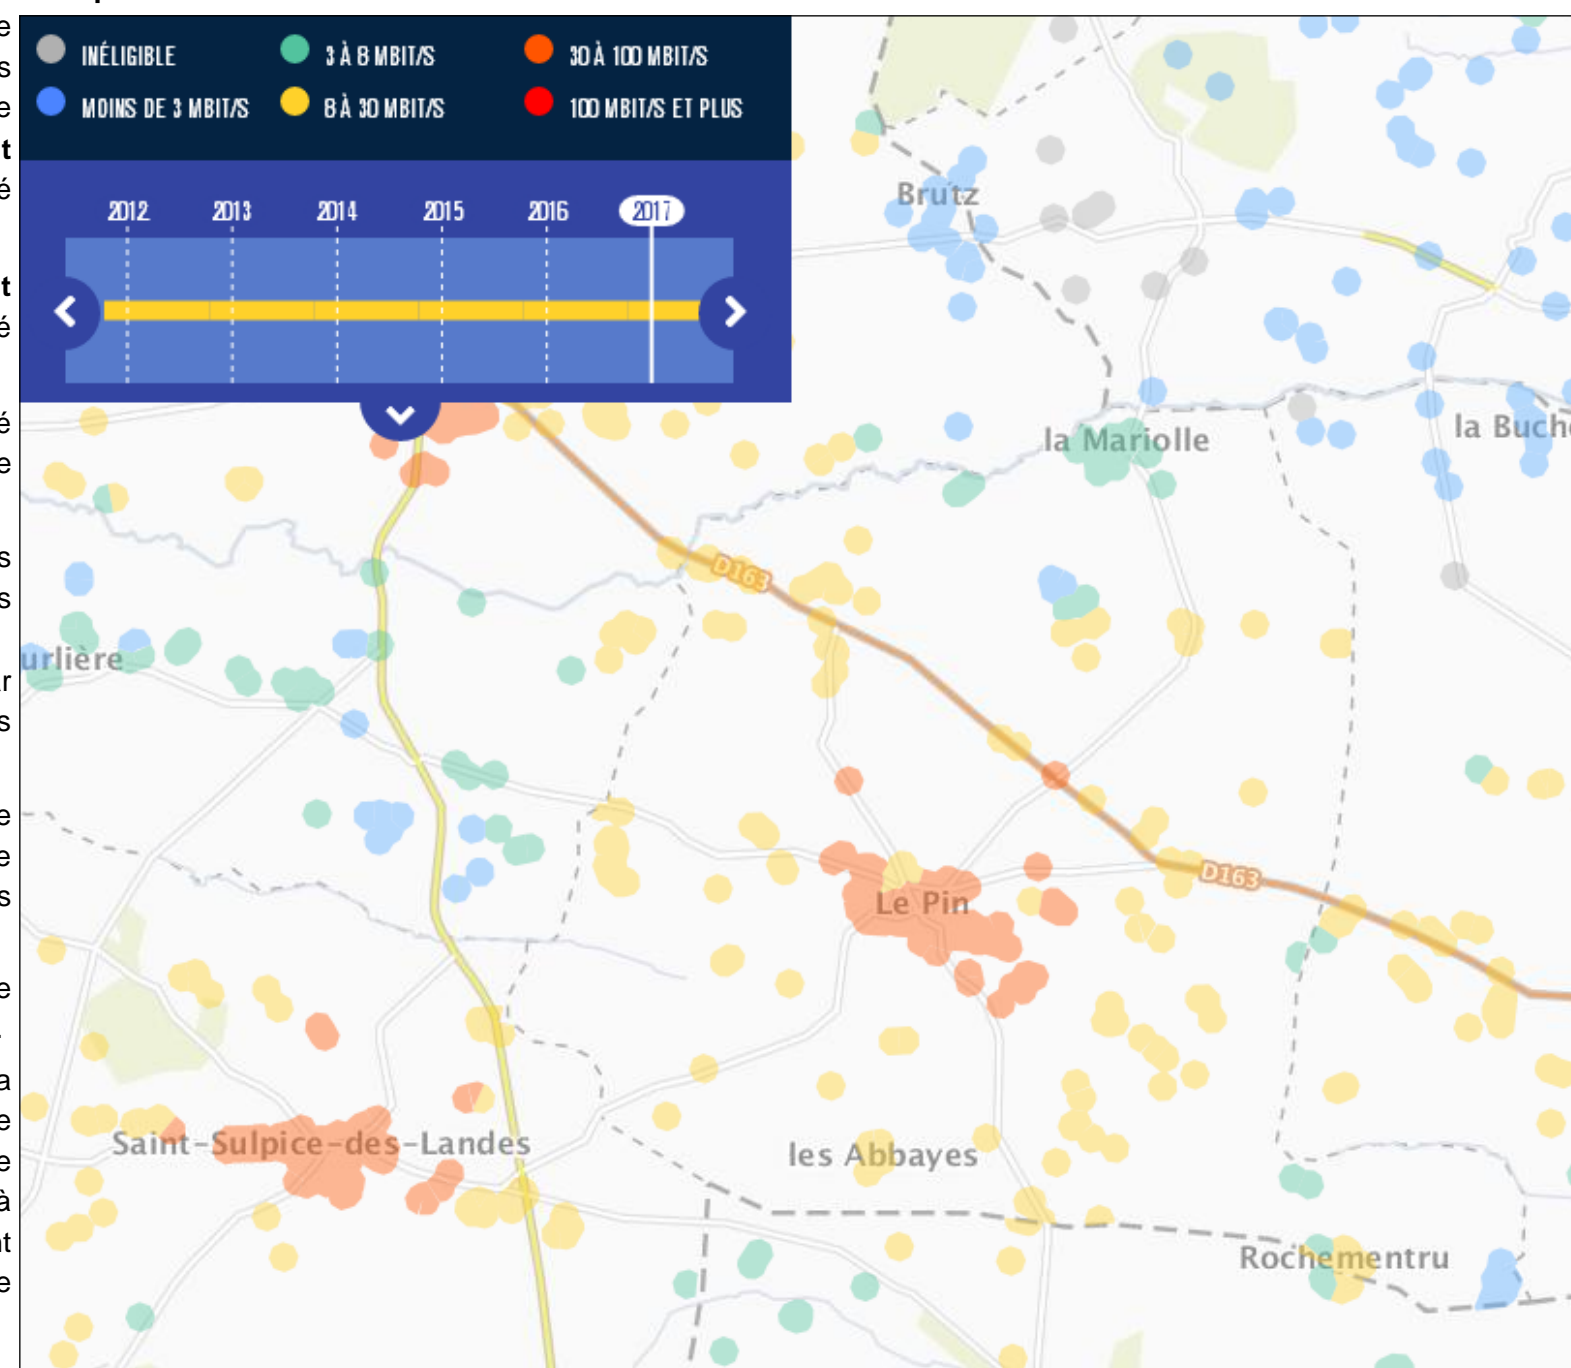 e
s
e
t
é
t
é
é
e
s
s
r
s
e
e
s
e
a
e
e
à
t
e
INÉLIGIBLE
3 À 8 MBIT/S
30 À 100 MBIT/S
MOINS DE 3 MBIT/S
8 À 30 MBIT/S
100 MBIT/S ET PLUS
2012 2013 2014 2015 2016 2017
Brutz
la Mariolle
la Buch
D163
urlière
D163
Le Pin
Saint-Sulpice-des-Landes
les Abbayes
Rochementru